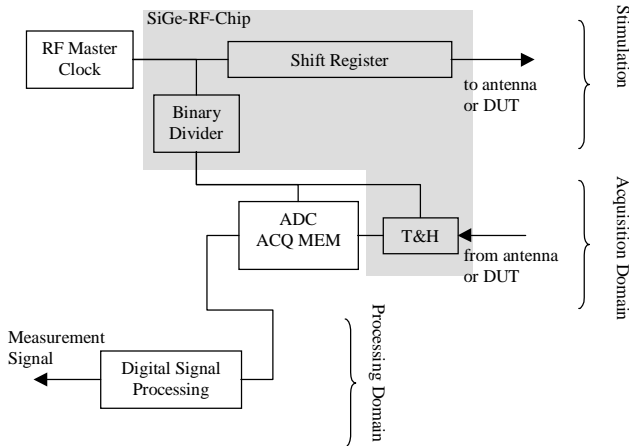 SiGe-RF-Chip
RF Master
Clock
Shift Register
to antenna
or DUT
Stimulation
Binary
Divider
ADC
ACQ MEM
T&H
from antenna
or DUT
Acquisition Domain
Measurement
Signal
Digital Signal
Processing
Processing Domain